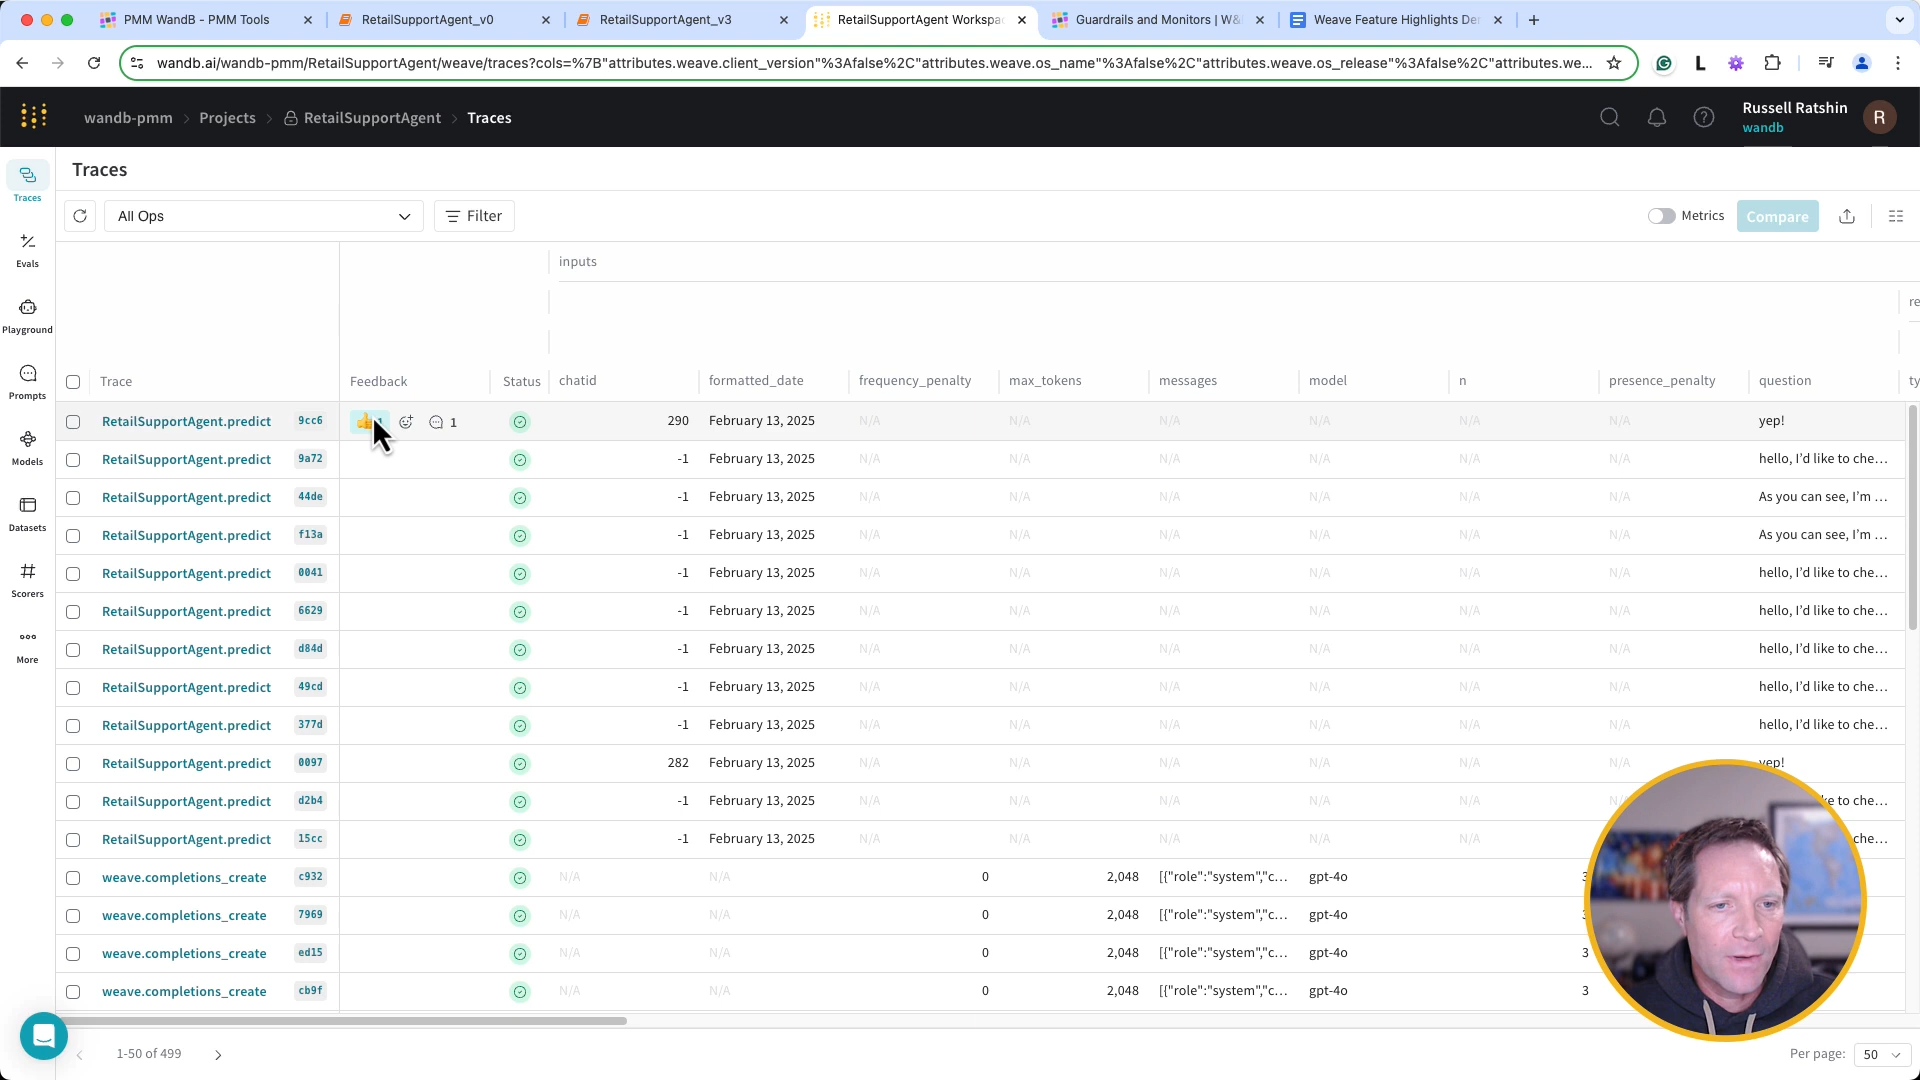 PMM WandB - PMM Tools
RetailSupportAgent_v0
RetailSupportAgent_v3
RetailSupportAgent Workspa
Guardrails and Monitors | W&
Weave Feature Highlights De
wandb.ai/wandb-pmm/RetailSupportAgent/weave/traces?cols=%7B"attributes.weave.client_version"%3Afalse%2C"attributes.weave.os_name"%3Afalse%2C"attributes.weave.os_release"%3Afalse%2C"attributes.we...
wandb-pmm > Projects > RetailSupportAgent > Traces
Russell Ratshin
wandb
R
Traces
Evals
Playground
Prompts
Models
Datasets
Scorers
More
Traces
All Ops
Filter
Metrics
Compare
inputs
re
Trace Feedback Status chatid formatted_date frequency_penalty max_tokens messages model n presence_penalty question ty
RetailSupportAgent.predict 9cc6 1 290 February 13, 2025 N/A N/A N/A N/A N/A N/A yep!
RetailSupportAgent.predict 9a72 -1 February 13, 2025 N/A N/A N/A N/A N/A N/A hello, I'd like to che...
RetailSupportAgent.predict 44de -1 February 13, 2025 N/A N/A N/A N/A N/A N/A As you can see, I'm ...
RetailSupportAgent.predict f13a -1 February 13, 2025 N/A N/A N/A N/A N/A N/A As you can see, I'm ...
RetailSupportAgent.predict 0041 -1 February 13, 2025 N/A N/A N/A N/A N/A N/A hello, I'd like to che...
RetailSupportAgent.predict 6629 -1 February 13, 2025 N/A N/A N/A N/A N/A N/A hello, I'd like to che...
RetailSupportAgent.predict d84d -1 February 13, 2025 N/A N/A N/A N/A N/A N/A hello, I'd like to che...
RetailSupportAgent.predict 49cd -1 February 13, 2025 N/A N/A N/A N/A N/A N/A hello, I'd like to che...
RetailSupportAgent.predict 377d -1 February 13, 2025 N/A N/A N/A N/A N/A N/A hello, I'd like to che...
RetailSupportAgent.predict 0097 282 February 13, 2025 N/A N/A N/A N/A N/A N/A yep!
RetailSupportAgent.predict d2b4 -1 February 13, 2025 N/A N/A N/A N/A N/A ke to che...
RetailSupportAgent.predict 15cc -1 February 13, 2025 N/A N/A N/A N/A N/A che...
weave.completions_create c932 N/A N/A 0 2,048 [{"role":"system","c... gpt-4o 3
weave.completions_create 7969 N/A N/A 0 2,048 [{"role":"system","c... gpt-4o 3
weave.completions_create ed15 N/A N/A 0 2,048 [{"role":"system","c... gpt-4o 3
weave.completions_create cb9f N/A N/A 0 2,048 [{"role":"system","c... gpt-4o 3
1-50 of 499
Per page: 50